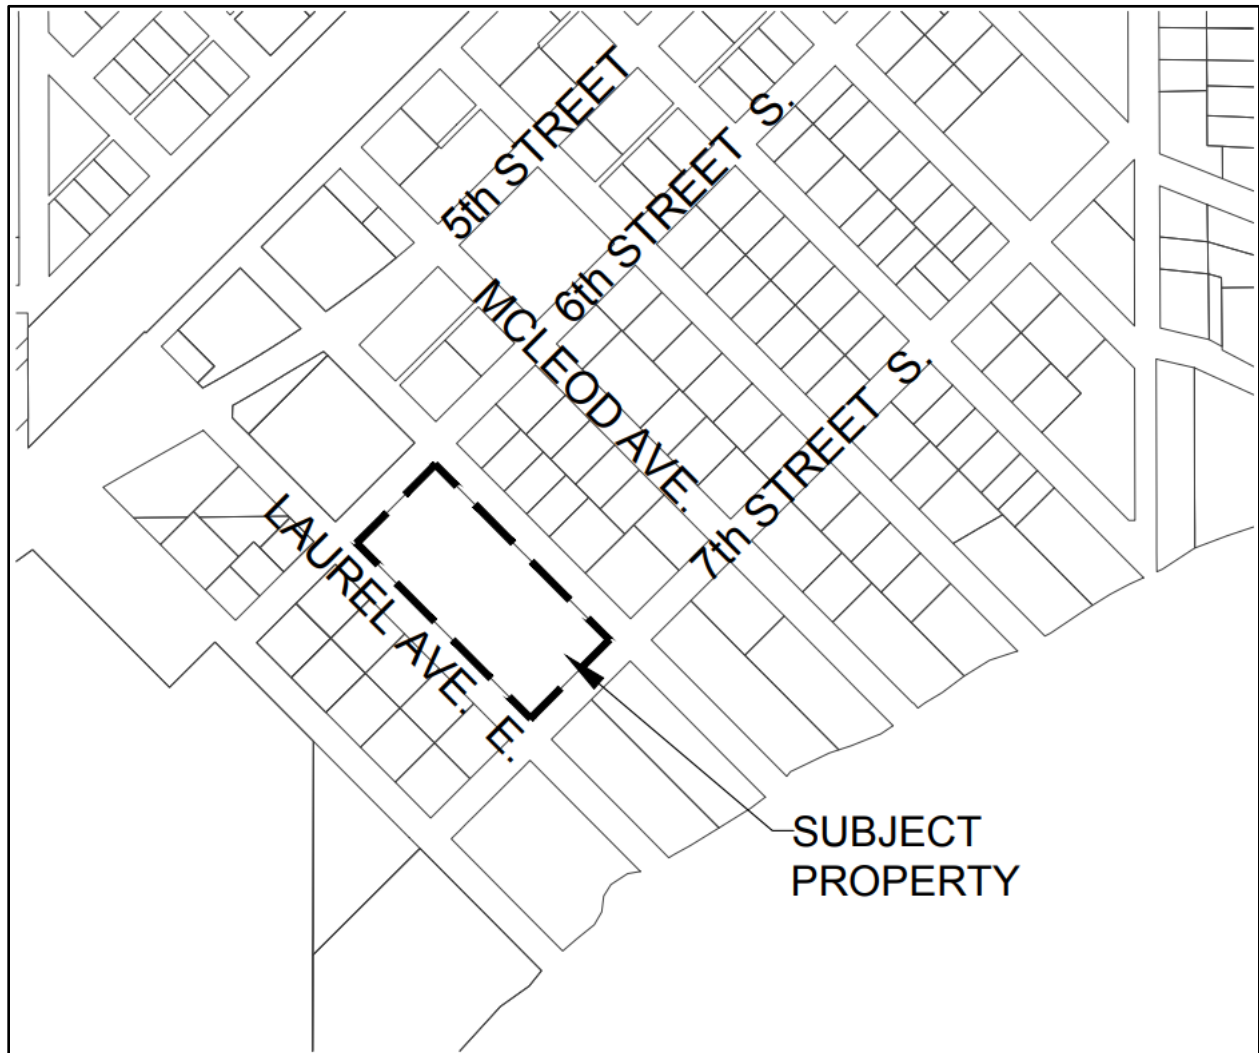 5th STREET
6th STREET S.
MCLEOD AVE.
7th STREET S.
LAUREL AVE. E.
SUBJECT
PROPERTY